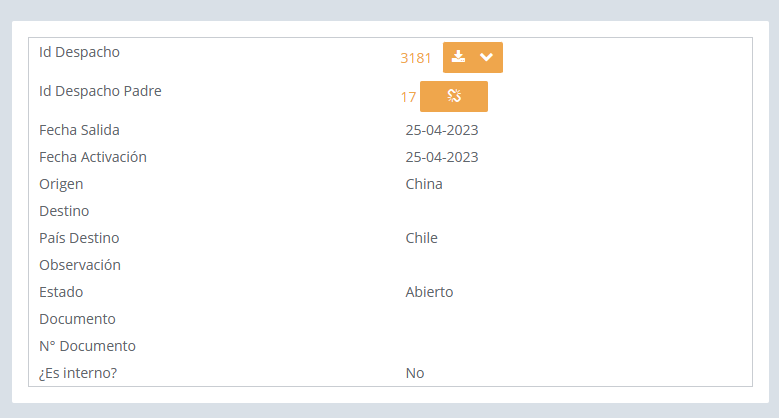 Id Despacho 3181
Id Despacho Padre 17
Fecha Salida 25-04-2023
Fecha Activación 25-04-2023
Origen China
Destino
País Destino Chile
Observación
Estado Abierto
Documento
N° Documento
¿Es interno? No